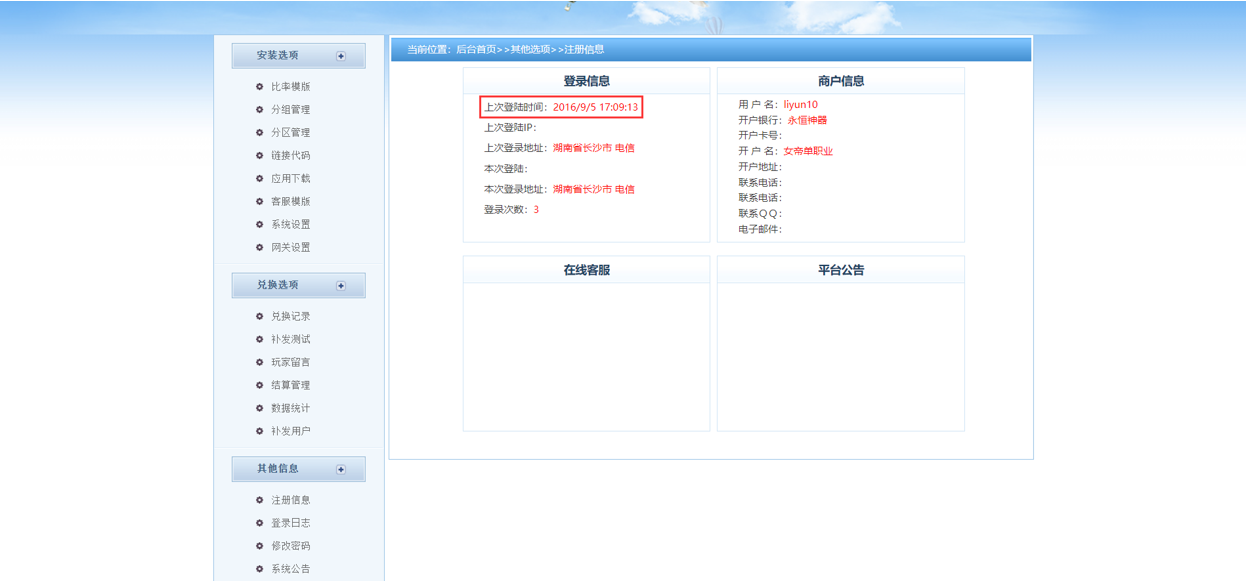 安装选项
比率模版
分组管理
分区管理
链接代码
应用下载
客服模版
系统设置
网关设置
兑换选项
兑换记录
补发测试
玩家留言
结算管理
数据统计
补发用户
其他信息
注册信息
登录日志
修改密码
系统公告
当前位置：后台首页>>其他选项>>注册信息
登录信息
上次登陆时间：2016/9/5 17:09:13
上次登陆IP：
上次登录地址：湖南省长沙市 电信
本次登陆：
本次登录地址：湖南省长沙市 电信
登录次数：3
商户信息
用 户 名：liyun10
开户银行：永恒神器
开户卡号：
开 户 名：女帝单职业
开户地址：
联系电话：
联系电话：
联系QQ：
电子邮件：
在线客服
平台公告